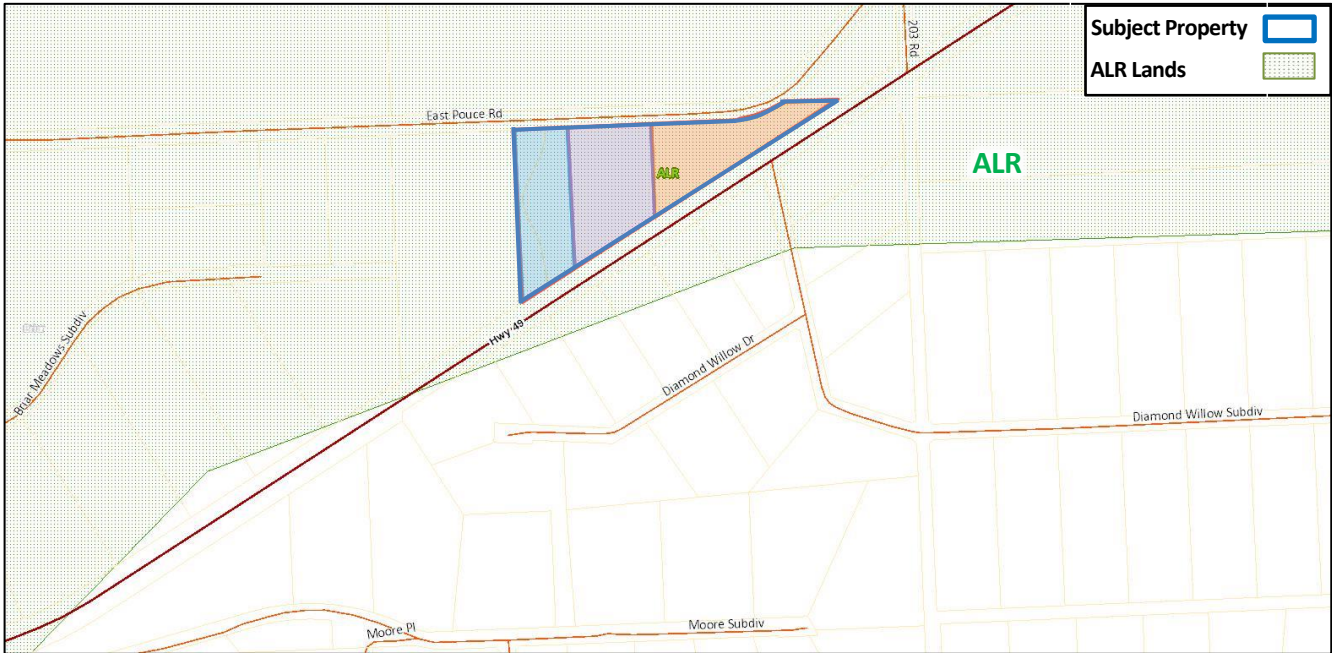 Subject Property
ALR Lands
203 Rd
East Pouce Rd
ALR
ALR
Hwy 49
Briar Meadows Subdiv
Diamond Willow Dr
Diamond Willow Subdiv
Moore Pl
Moore Subdiv